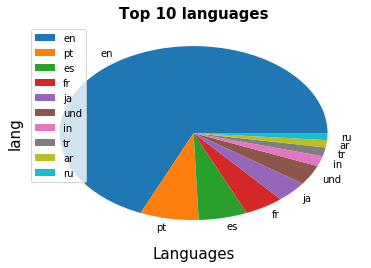 Top 10 languages
en
pt
es
fr
ja
und
in
tr
ar
ru
en
pt
es
fr
ja
und
in
tr
ar
ru
lang
Languages